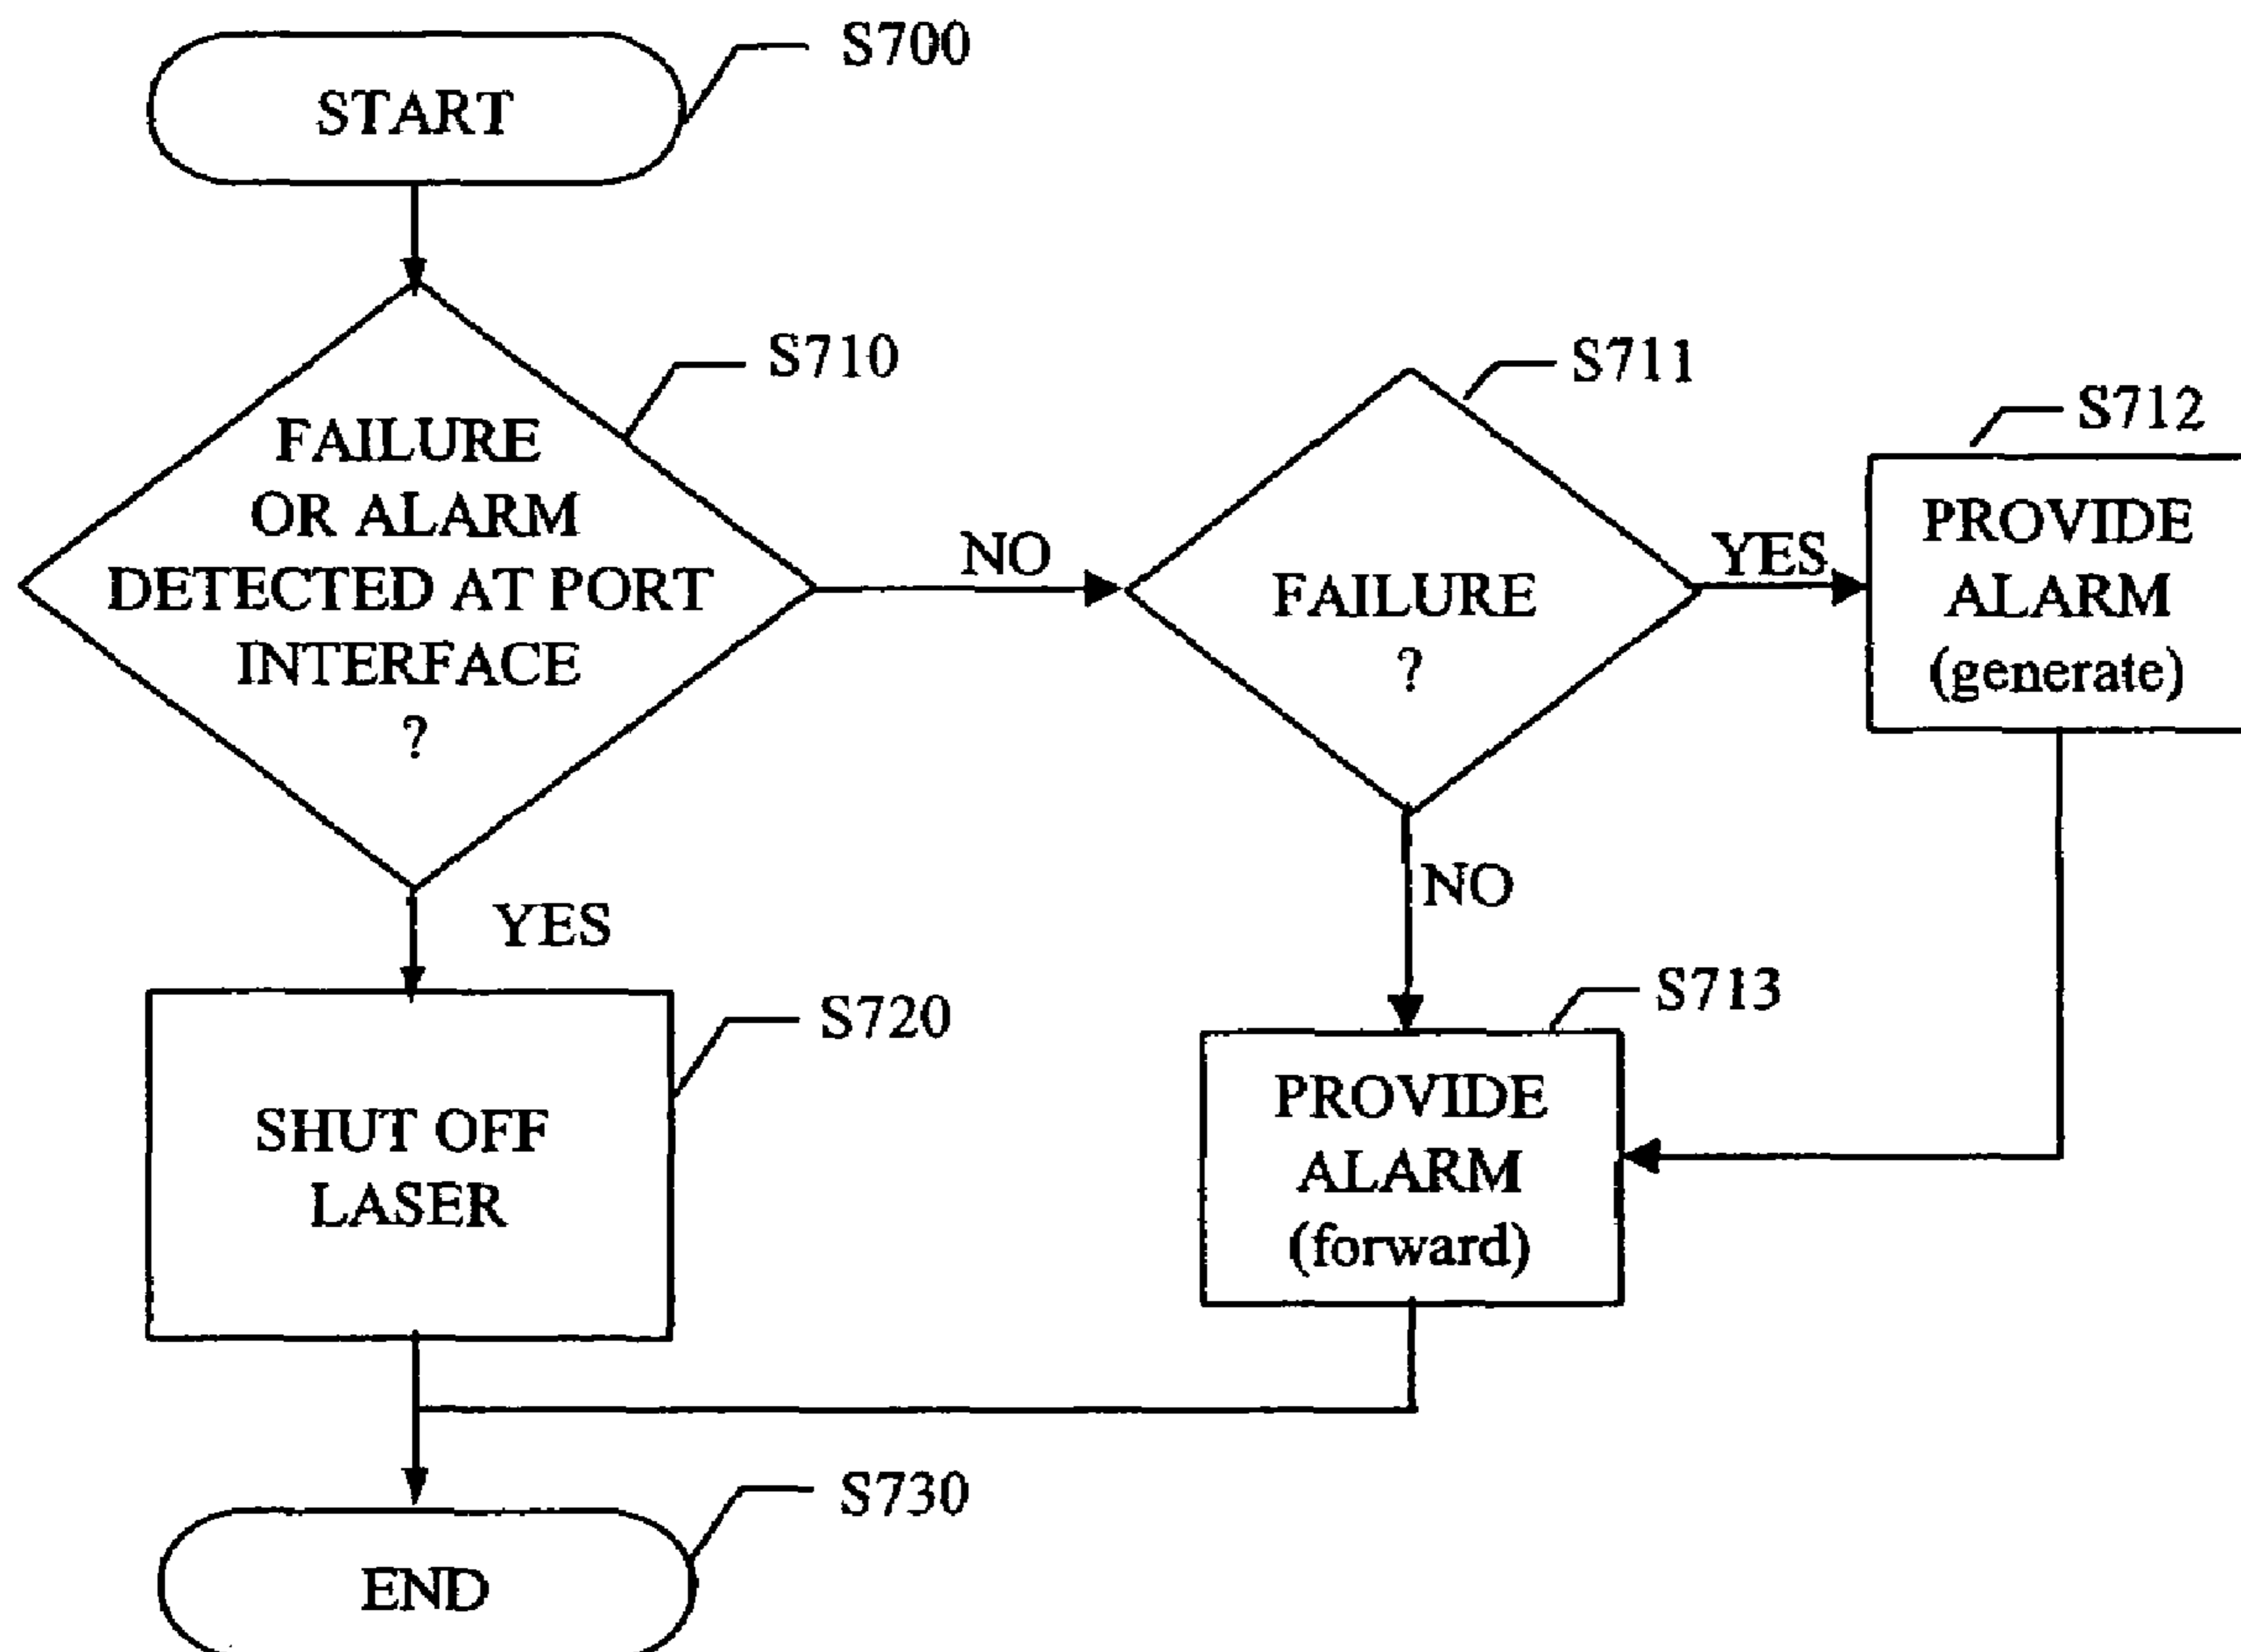 START
S700
FAILURE
OR ALARM
DETECTED AT PORT
INTERFACE
?
S710
NO
YES
FAILURE
?
S711
YES
NO
PROVIDE
ALARM
(generate)
S712
PROVIDE
ALARM
(forward)
S713
SHUT OFF
LASER
S720
END
S730